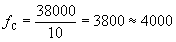 f_c = 38000/10 = 3800 ≈ 4000